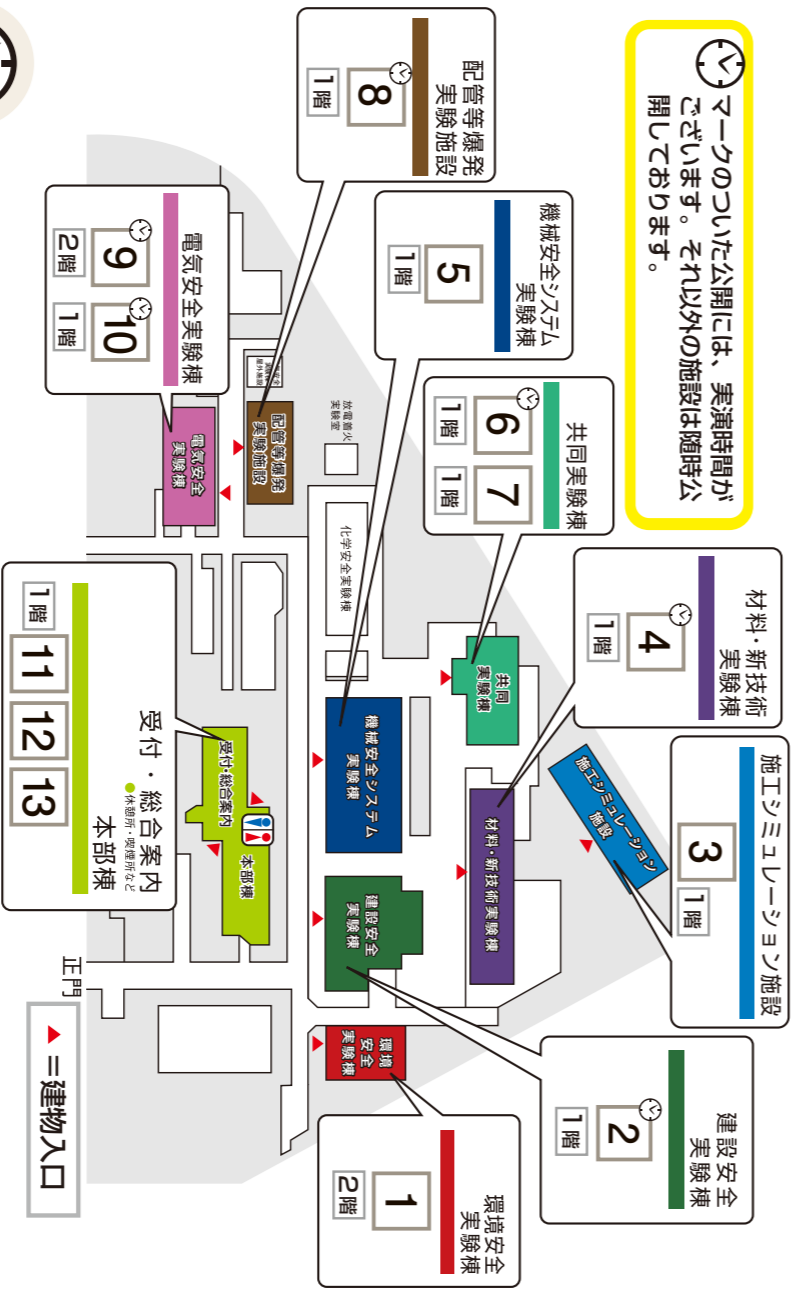 マークのついた公開には、実演時間が
ございます。それ以外の施設は随時公
開しております。
配管等爆発
実験施設
8
1階
機械安全システム
実験棟
5
1階
共同実験棟
6
1階
7
1階
材料・新技術
実験棟
4
1階
施工シミュレーション施設
3
1階
建設安全
実験棟
2
1階
環境安全
実験棟
1
2階
電気安全実験棟
9
2階
10
1階
受付・総合案内
●休憩所・喫煙所など
本部棟
1階
11
12
13
屋外施設
配管等爆発
実験施設
電気安全
実験棟
放電着火
実験室
化学安全実験棟
共同
実験棟
機械安全システム
実験棟
材料・新技術実験棟
施工シミュレーション
施設
建設安全
実験棟
環境
安全
実験棟
受付・総合案内
本部棟
正門
▲=建物入口